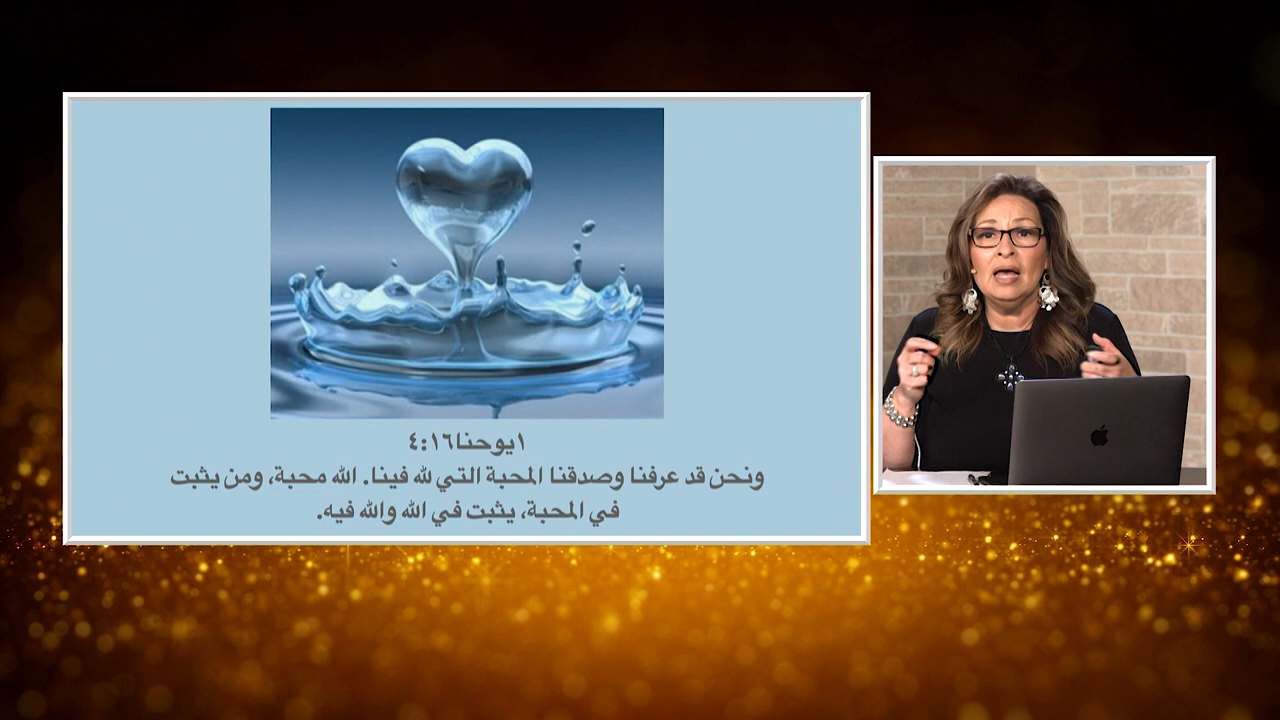 ١يوحنا٤:١٦
ونحن قد عرفنا وصدقنا المحبة التي لله فينا. الله محبة، ومن يثبت
في المحبة، يثبت في الله والله فيه.